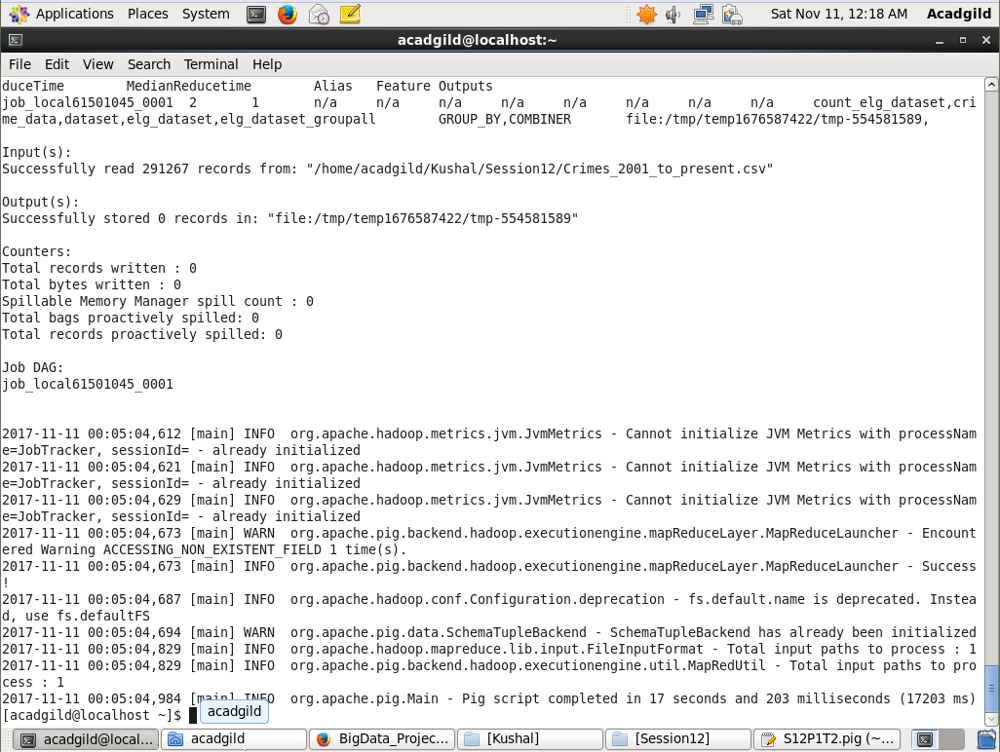 Applications Places System Sat Nov 11, 12:18 AM Acadgild
acadgild@localhost:~
File Edit View Search Terminal Help
duceTime MedianReducetime Alias Feature Outputs
job_local61501045_0001 2 1 n/a n/a n/a n/a n/a n/a n/a n/a count_elg_dataset,cri
me_data,dataset,elg_dataset,elg_dataset_groupall GROUP_BY,COMBINER file:/tmp/temp1676587422/tmp-554581589,
Input(s):
Successfully read 291267 records from: "/home/acadgild/Kushal/Session12/Crimes_2001_to_present.csv"
Output(s):
Successfully stored 0 records in: "file:/tmp/temp1676587422/tmp-554581589"
Counters:
Total records written : 0
Total bytes written : 0
Spillable Memory Manager spill count : 0
Total bags proactively spilled: 0
Total records proactively spilled: 0
Job DAG:
job_local61501045_0001
2017-11-11 00:05:04,612 [main] INFO  org.apache.hadoop.metrics.jvm.JvmMetrics - Cannot initialize JVM Metrics with processNam
e=JobTracker, sessionId= - already initialized
2017-11-11 00:05:04,621 [main] INFO  org.apache.hadoop.metrics.jvm.JvmMetrics - Cannot initialize JVM Metrics with processNam
e=JobTracker, sessionId= - already initialized
2017-11-11 00:05:04,629 [main] INFO  org.apache.hadoop.metrics.jvm.JvmMetrics - Cannot initialize JVM Metrics with processNam
e=JobTracker, sessionId= - already initialized
2017-11-11 00:05:04,673 [main] WARN  org.apache.pig.backend.hadoop.executionengine.mapReduceLayer.MapReduceLauncher - Encount
ered Warning ACCESSING_NON_EXISTENT_FIELD 1 time(s).
2017-11-11 00:05:04,673 [main] INFO  org.apache.pig.backend.hadoop.executionengine.mapReduceLayer.MapReduceLauncher - Success
!
2017-11-11 00:05:04,687 [main] INFO  org.apache.hadoop.conf.Configuration.deprecation - fs.default.name is deprecated. Instea
d, use fs.defaultFS
2017-11-11 00:05:04,694 [main] WARN  org.apache.pig.data.SchemaTupleBackend - SchemaTupleBackend has already been initialized
2017-11-11 00:05:04,829 [main] INFO  org.apache.hadoop.mapreduce.lib.input.FileInputFormat - Total input paths to process : 1
2017-11-11 00:05:04,829 [main] INFO  org.apache.pig.backend.hadoop.executionengine.util.MapRedUtil - Total input paths to pro
cess : 1
2017-11-11 00:05:04,984 [main] INFO  org.apache.pig.Main - Pig script completed in 17 seconds and 203 milliseconds (17203 ms)
[acadgild@localhost ~]$
acadgild
acadgild@local... acadgild BigData_Projec... [Kushal] [Session12] S12P1T2.pig (~...